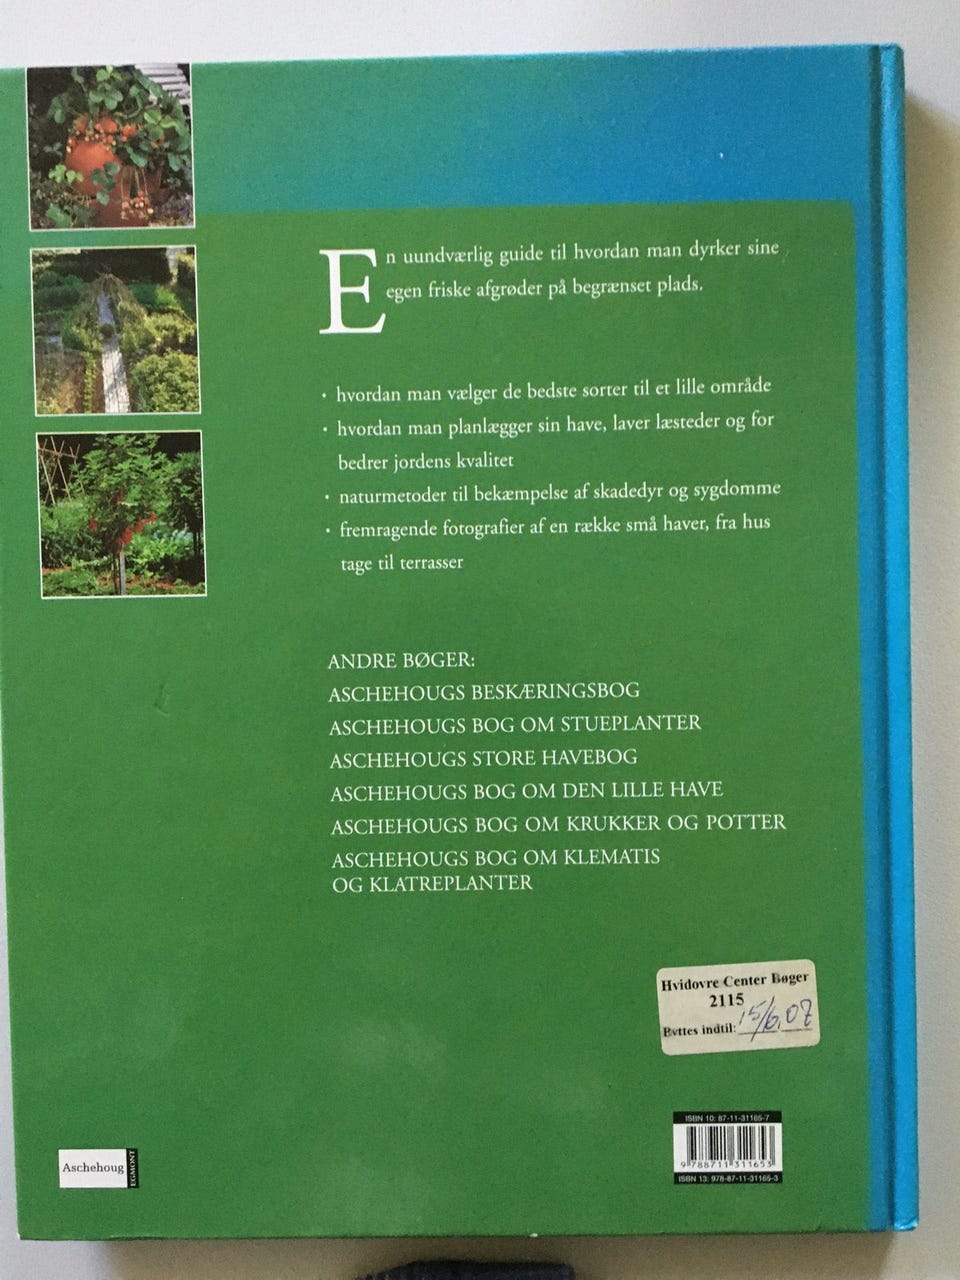 En uundværlig guide til hvordan man dyrker sine
egen friske afgrøder på begrænset plads.
· hvordan man vælger de bedste sorter til et lille område
· hvordan man planlægger sin have, laver læsteder og for
bedrer jordens kvalitet
· naturmetoder til bekæmpelse af skadedyr og sygdomme
· fremragende fotografier af en række små haver, fra hus
tage til terrasser
ANDRE BØGER:
ASCHEHOUGS BESKÆRINGSBOG
ASCHEHOUGS BOG OM STUEPLANTER
ASCHEHOUGS STORE HAVEBOG
ASCHEHOUGS BOG OM DEN LILLE HAVE
ASCHEHOUGS BOG OM KRUKKER OG POTTER
ASCHEHOUGS BOG OM KLEMATIS
OG KLATREPLANTER
Hvidovre Center Bøger
2115
Byttes indtil: 15/6.07
ISBN 10: 87-11-31165-7
9 788711 311653
ISBN 13: 978-87-11-31165-3
Aschehoug
EGMONT